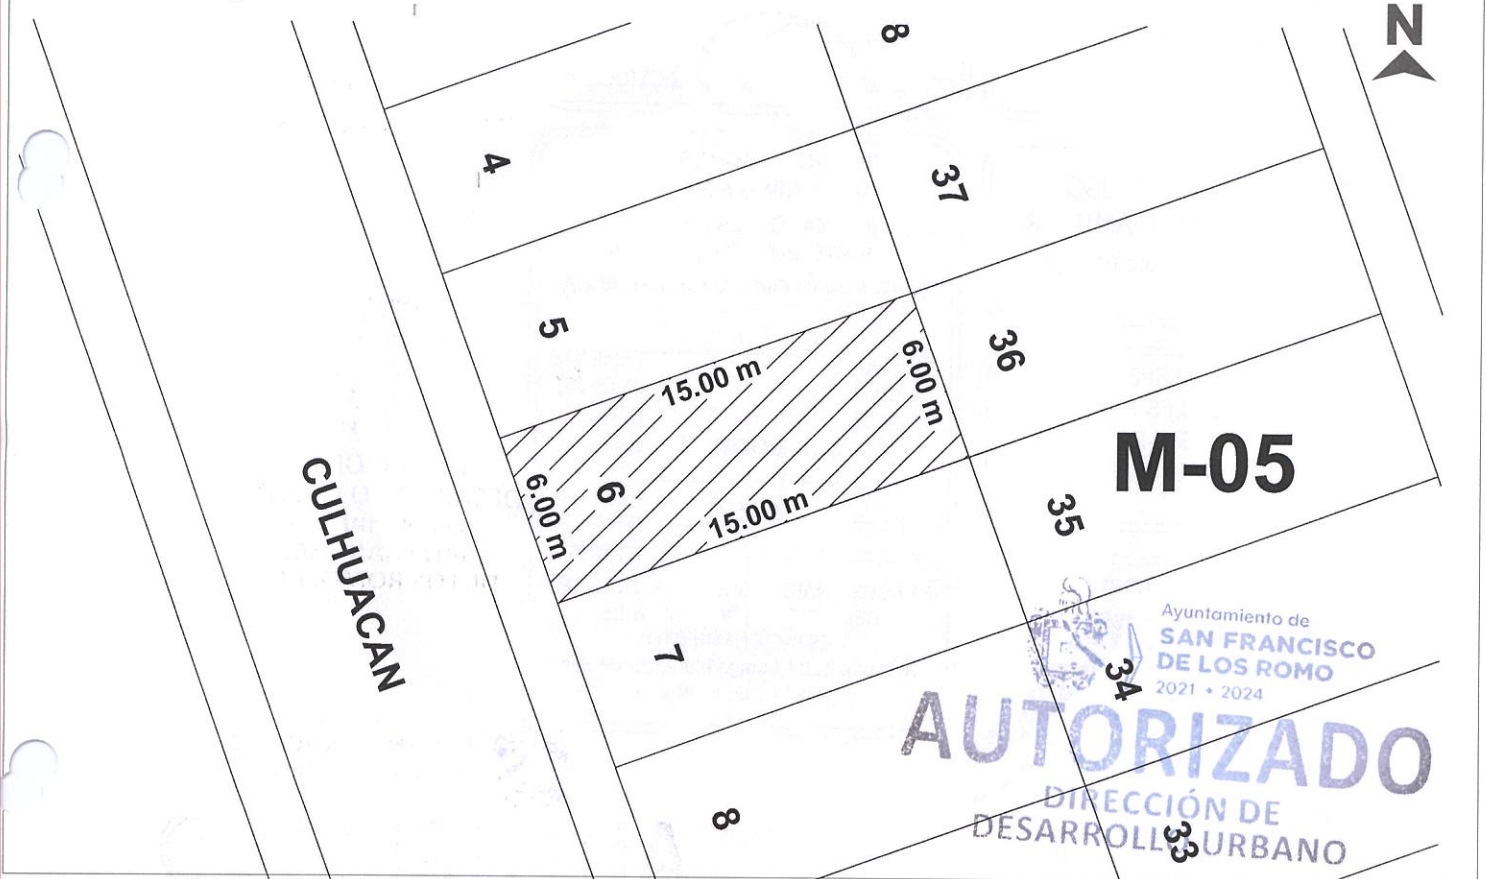 N
8
4
37
5
36
15.00 m
6.00 m
M-05
6
6.00 m
15.00 m
35
CULHUACAN
7
34
8
33
Ayuntamiento de
SAN FRANCISCO
DE LOS ROMO
2021 • 2024
AUTORIZADO
DIRECCIÓN DE
DESARROLLO URBANO